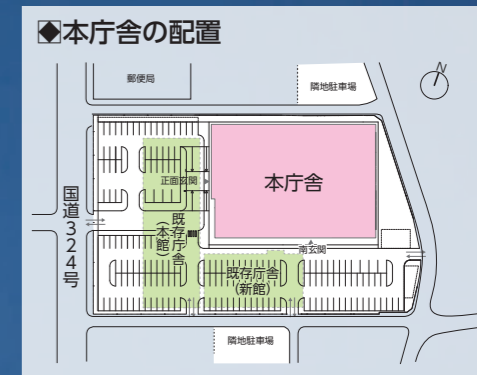 ◆本庁舎の配置
郵便局
隣地駐車場
N
正面玄関
本庁舎
国道324号
既存庁舎
(本館)
南玄関
既存庁舎
(新館)
隣地駐車場